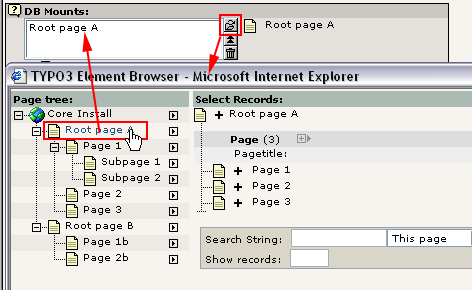 DB Mounts:
Root page A
Root page A
TYPO3 Element Browser - Microsoft Internet Explorer
Page tree:
Core Install
Root page A
Page 1
Subpage 1
Subpage 2
Page 2
Page 3
Root page B
Page 1b
Page 2b
Select Records:
Root page A
Page (3)
Pagetitle:
Page 1
Page 2
Page 3
Search String:
This page
Show records: